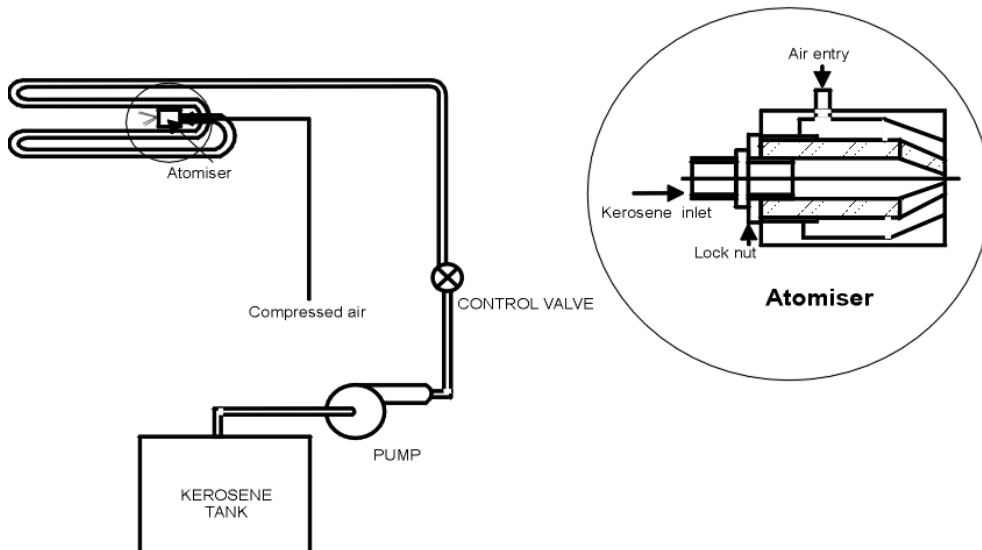 Air entry
Atomiser
Kerosene inlet
Lock nut
Compressed air
CONTROL VALVE
Atomiser
PUMP
KEROSENE
TANK